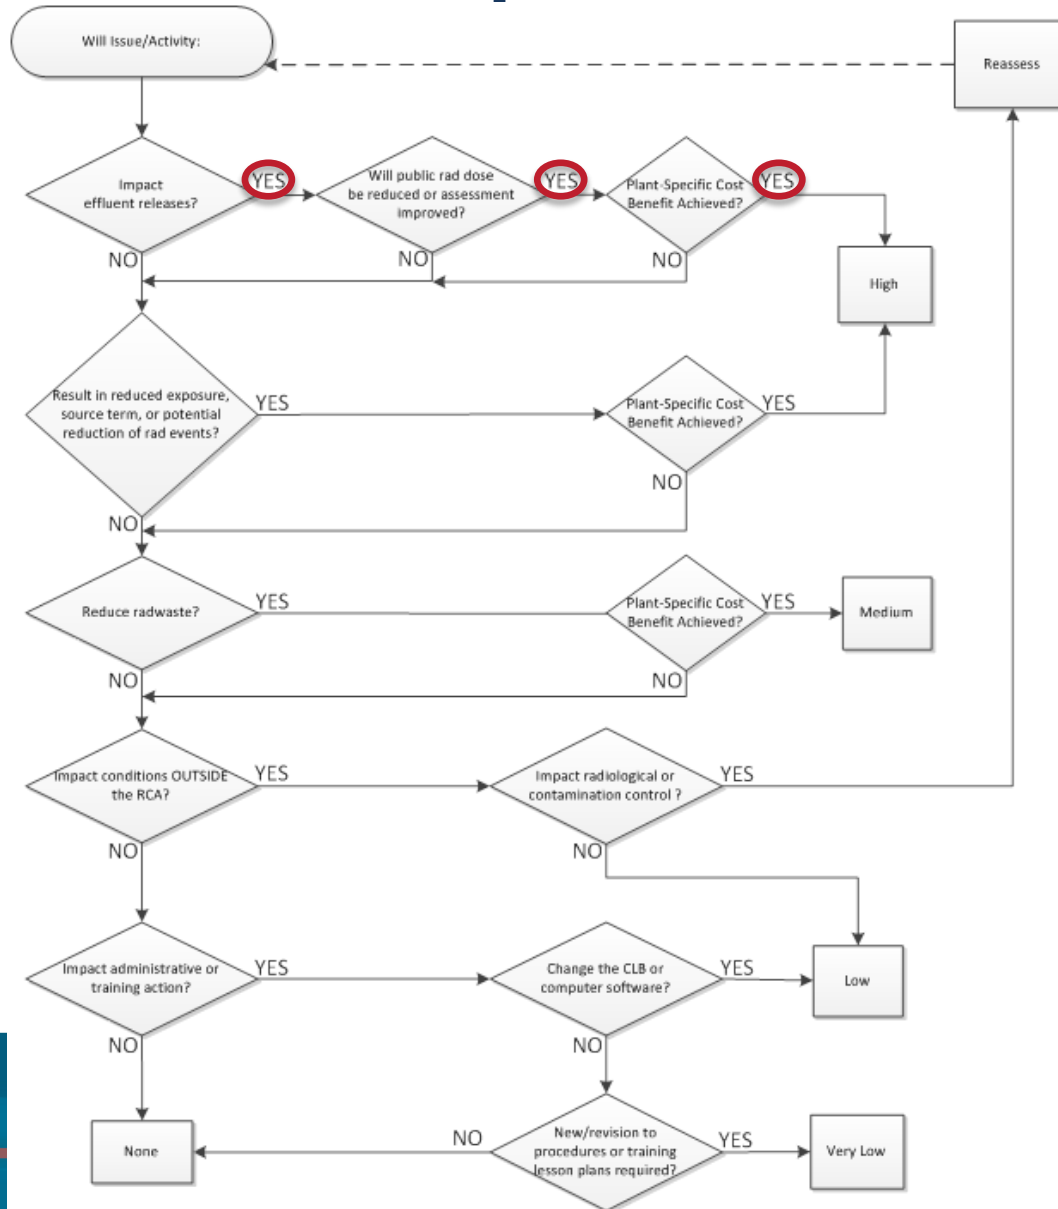 Will Issue/Activity:
Reassess
Impact
effluent releases?
YES
Will public rad dose
be reduced or assessment
improved?
YES
Plant-Specific Cost
Benefit Achieved?
YES
NO
NO
NO
High
Result in reduced exposure,
source term, or potential
reduction of rad events?
YES
Plant-Specific Cost
Benefit Achieved?
YES
NO
NO
Reduce radwaste?
YES
Plant-Specific Cost
Benefit Achieved?
YES
Medium
NO
NO
Impact conditions OUTSIDE
the RCA?
YES
Impact radiological or
contamination control ?
YES
NO
NO
Impact administrative or
training action?
YES
Change the CLB or
computer software?
YES
Low
NO
NO
None
NO
New/revision to
procedures or training
lesson plans required?
YES
Very Low